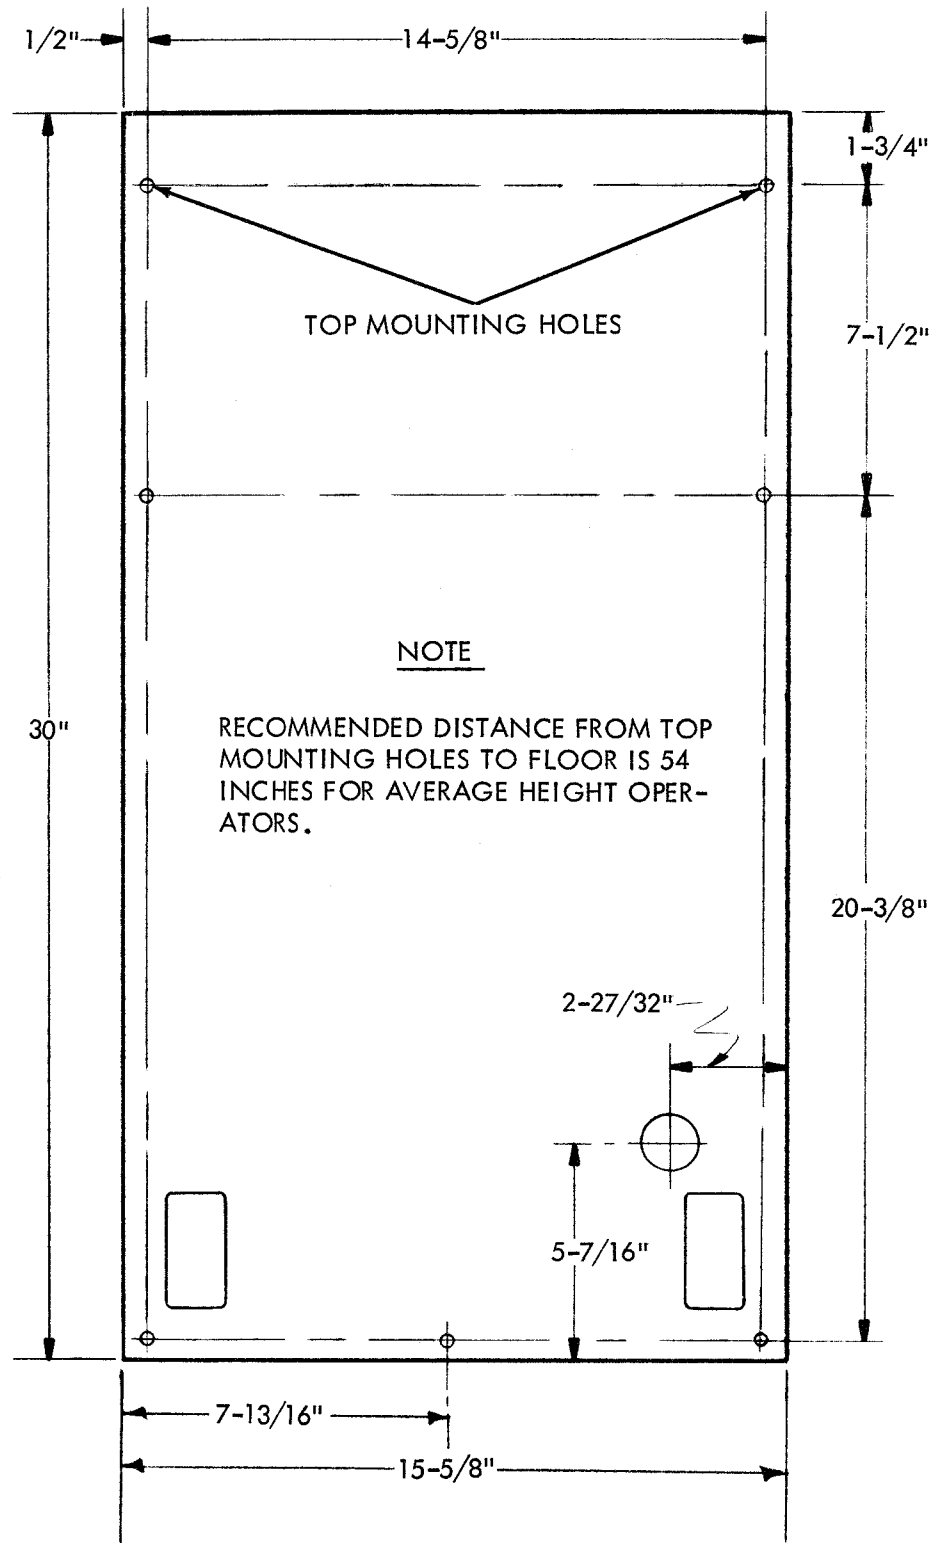 1/2"
14-5/8"
1-3/4"
TOP MOUNTING HOLES
7-1/2"
NOTE
30"
RECOMMENDED DISTANCE FROM TOP
MOUNTING HOLES TO FLOOR IS 54
INCHES FOR AVERAGE HEIGHT OPER-
ATORS.
20-3/8"
2-27/32"
5-7/16"
7-13/16"
15-5/8"